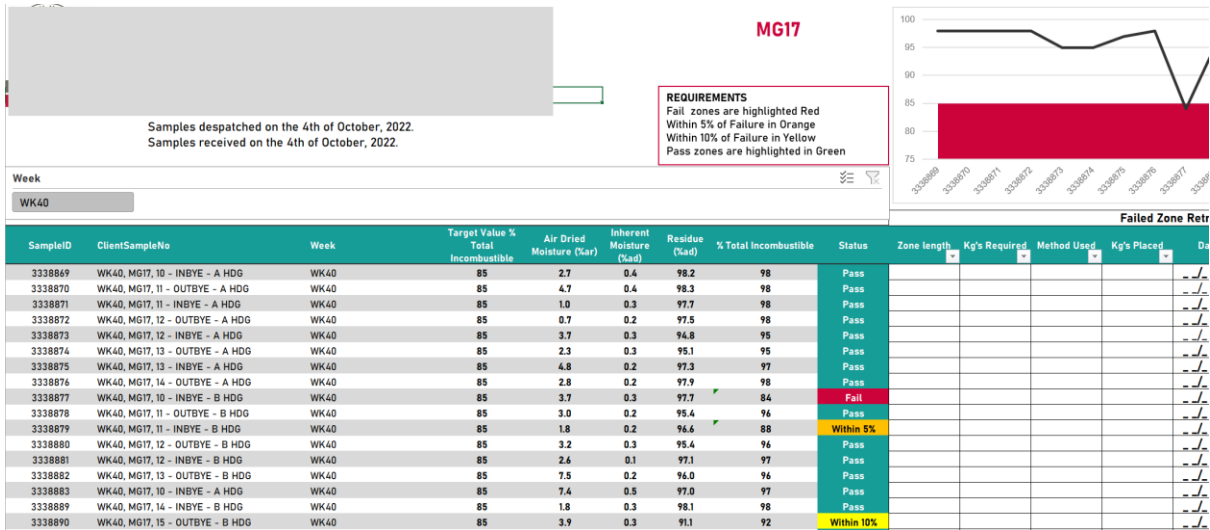 MG17
REQUIREMENTS
Fail zones are highlighted Red
Within 5% of Failure in Orange
Within 10% of Failure in Yellow
Pass zones are highlighted in Green
Samples despatched on the 4th of October, 2022.
Samples received on the 4th of October, 2022.
100
95
90
85
80
75
3338869 3338870 3338871 3338872 3338873 3338874 3338875 3338876 3338877
Week
WK40
Failed Zone Retr
SampleID ClientSampleNo Week Target Value % Total Incombustible Air Dried Moisture (%ar) Inherent Moisture (%ad) Residue (%ad) % Total Incombustible Status Zone length Kg's Required Method Used Kg's Placed Da
3338869 WK40, MG17, 10 - INBYE - A HDG WK40 85 2.7 0.4 98.2 98 Pass
3338870 WK40, MG17, 11 - OUTBYE - A HDG WK40 85 4.7 0.4 98.3 98 Pass
3338871 WK40, MG17, 11 - INBYE - A HDG WK40 85 1.0 0.3 97.7 98 Pass
3338872 WK40, MG17, 12 - OUTBYE - A HDG WK40 85 0.7 0.2 97.5 98 Pass
3338873 WK40, MG17, 12 - INBYE - A HDG WK40 85 3.7 0.3 94.8 95 Pass
3338874 WK40, MG17, 13 - OUTBYE - A HDG WK40 85 2.3 0.3 95.1 95 Pass
3338875 WK40, MG17, 13 - INBYE - A HDG WK40 85 4.8 0.2 97.3 97 Pass
3338876 WK40, MG17, 14 - OUTBYE - A HDG WK40 85 2.8 0.2 97.9 98 Pass
3338877 WK40, MG17, 10 - INBYE - B HDG WK40 85 3.7 0.3 97.7 84 Fail
3338878 WK40, MG17, 11 - OUTBYE - B HDG WK40 85 3.0 0.2 95.4 96 Pass
3338879 WK40, MG17, 11 - INBYE - B HDG WK40 85 1.8 0.2 96.6 88 Within 5%
3338880 WK40, MG17, 12 - OUTBYE - B HDG WK40 85 3.2 0.3 95.4 96 Pass
3338881 WK40, MG17, 12 - INBYE - B HDG WK40 85 2.6 0.1 97.1 97 Pass
3338882 WK40, MG17, 13 - OUTBYE - B HDG WK40 85 7.5 0.2 96.0 96 Pass
3338883 WK40, MG17, 10 - INBYE - A HDG WK40 85 7.4 0.5 97.0 97 Pass
3338889 WK40, MG17, 14 - INBYE - B HDG WK40 85 1.8 0.3 98.1 98 Pass
3338890 WK40, MG17, 15 - OUTBYE - B HDG WK40 85 3.9 0.3 91.1 92 Within 10%